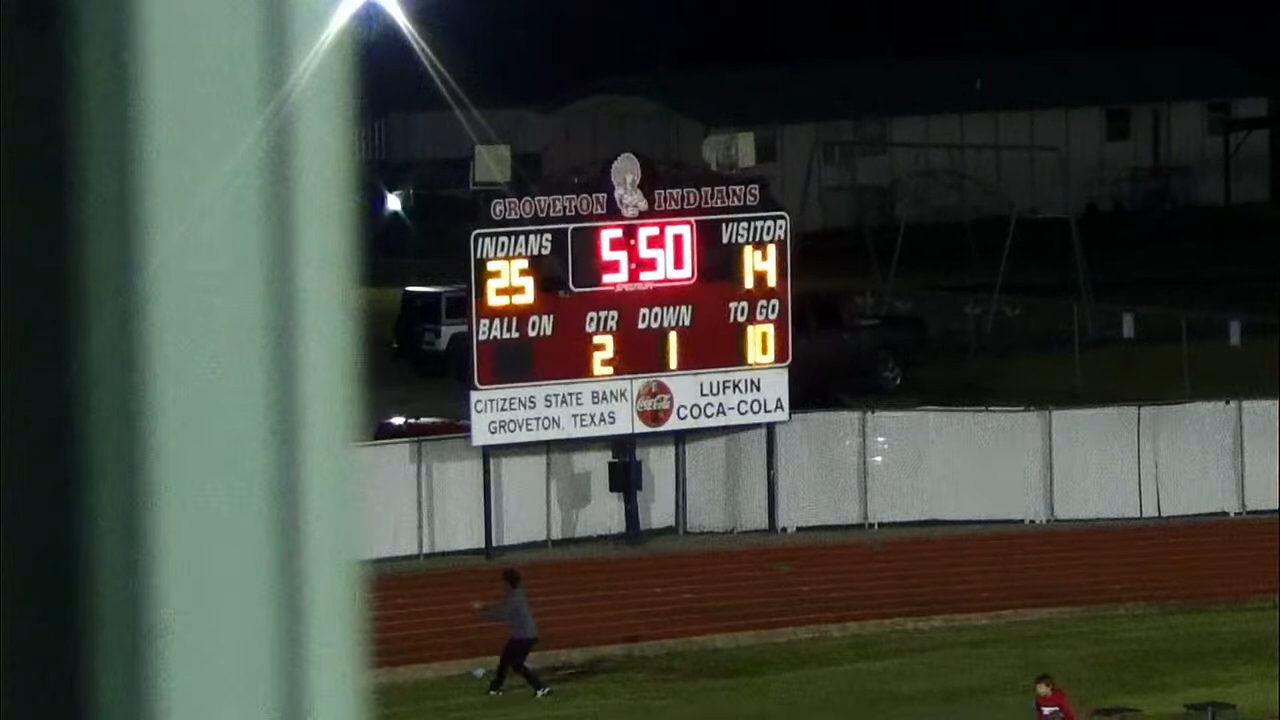 GROVETON INDIANS
INDIANS 5:50 VISITOR
25 14
SPECTRUM
BALL ON QTR DOWN TO GO
2 1 10
CITIZENS STATE BANK
GROVETON, TEXAS
Coca-Cola
LUFKIN
COCA-COLA